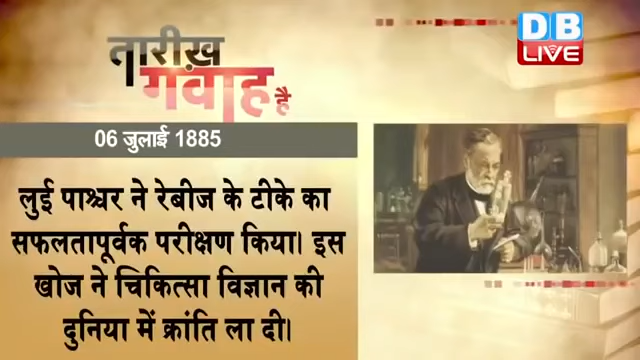 तारीख़
गवाह है
DB
LIVE
06 जुलाई 1885
लुई पाश्चर ने रेबीज के टीके का
सफलतापूर्वक परीक्षण किया। इस
खोज ने चिकित्सा विज्ञान की
दुनिया में क्रांति ला दी।